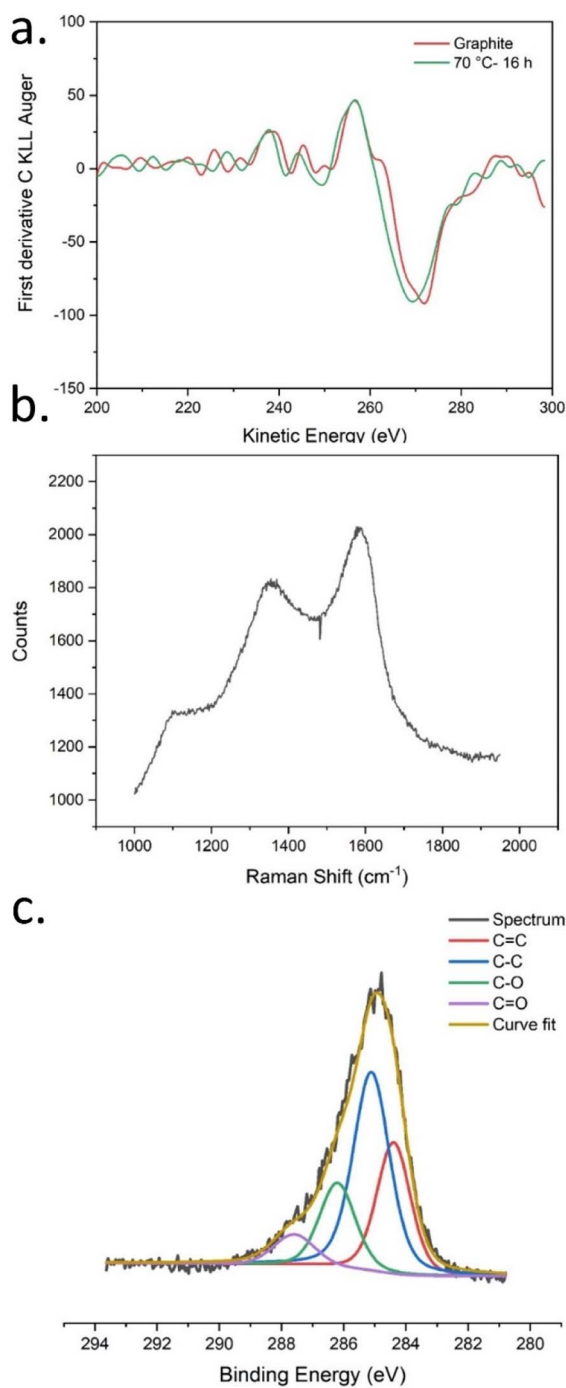 a.
First derivative C KLL Auger
100
50
0
-50
-100
-150
Graphite
70 °C- 16 h
200 220 240 260 280 300
Kinetic Energy (eV)
b.
Counts
2200
2000
1800
1600
1400
1200
1000
1000 1200 1400 1600 1800 2000
Raman Shift (cm⁻¹)
c.
Spectrum
C=C
C-C
C-O
C=O
Curve fit
294 292 290 288 286 284 282 280
Binding Energy (eV)